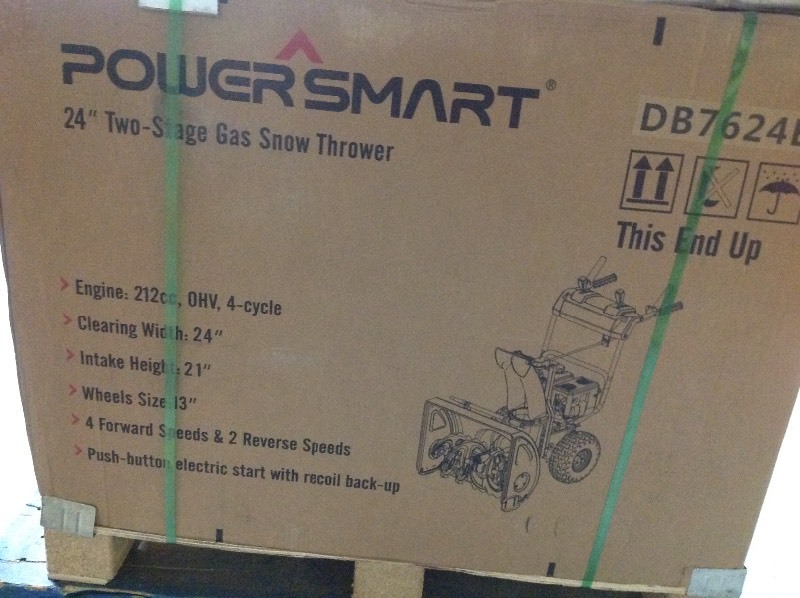 POWERSMART®
24" Two-Stage Gas Snow Thrower
DB7624E
This End Up
Engine: 212cc, OHV, 4-cycle
Clearing Width: 24"
Intake Height: 21"
Wheels Size: 13"
4 Forward Speeds & 2 Reverse Speeds
Push-button electric start with recoil back-up